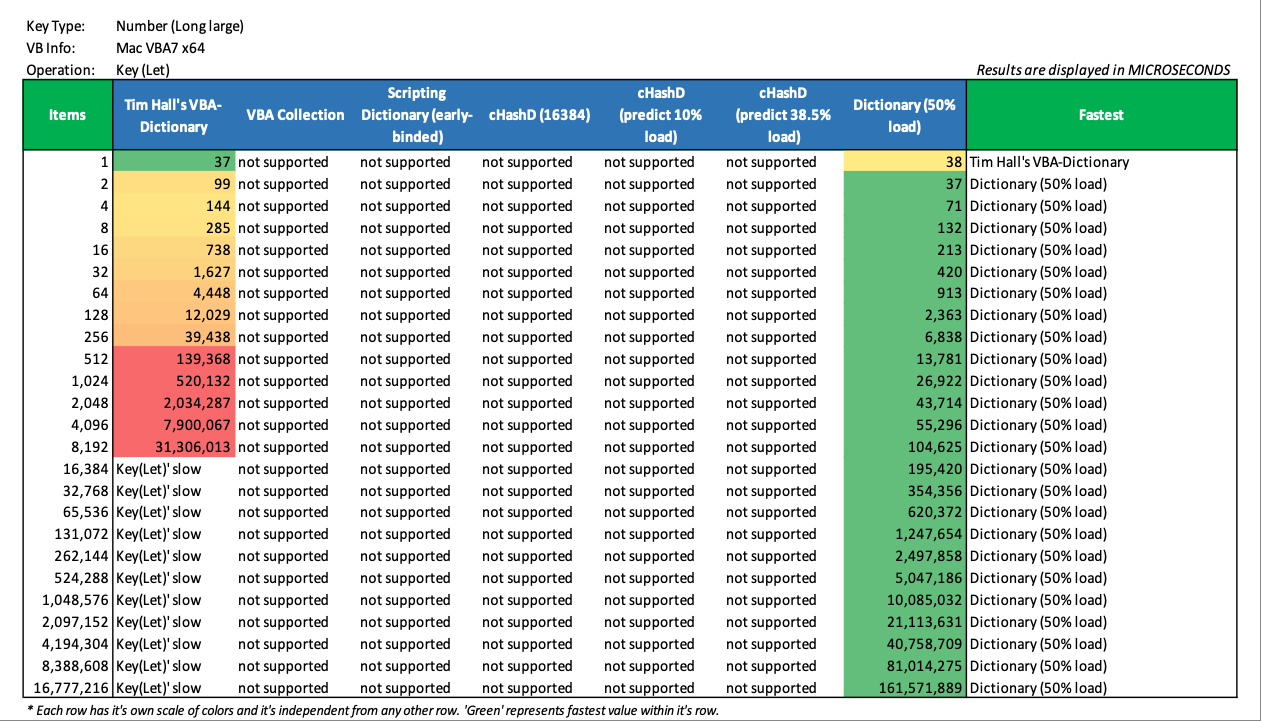 Key Type: Number (Long large)
VB Info: Mac VBA7 x64
Operation: Key (Let) Results are displayed in MICROSECONDS
Items Tim Hall's VBA-Dictionary VBA Collection Scripting Dictionary (early-binded) cHashD (16384) cHashD (predict 10% load) cHashD (predict 38.5% load) Dictionary (50% load) Fastest
1 37 not supported not supported not supported not supported not supported 38 Tim Hall's VBA-Dictionary
2 99 not supported not supported not supported not supported not supported 37 Dictionary (50% load)
4 144 not supported not supported not supported not supported not supported 71 Dictionary (50% load)
8 285 not supported not supported not supported not supported not supported 132 Dictionary (50% load)
16 738 not supported not supported not supported not supported not supported 213 Dictionary (50% load)
32 1,627 not supported not supported not supported not supported not supported 420 Dictionary (50% load)
64 4,448 not supported not supported not supported not supported not supported 913 Dictionary (50% load)
128 12,029 not supported not supported not supported not supported not supported 2,363 Dictionary (50% load)
256 39,438 not supported not supported not supported not supported not supported 6,838 Dictionary (50% load)
512 139,368 not supported not supported not supported not supported not supported 13,781 Dictionary (50% load)
1,024 520,132 not supported not supported not supported not supported not supported 26,922 Dictionary (50% load)
2,048 2,034,287 not supported not supported not supported not supported not supported 43,714 Dictionary (50% load)
4,096 7,900,067 not supported not supported not supported not supported not supported 55,296 Dictionary (50% load)
8,192 31,306,013 not supported not supported not supported not supported not supported 104,625 Dictionary (50% load)
16,384 Key(Let)' slow not supported not supported not supported not supported not supported 195,420 Dictionary (50% load)
32,768 Key(Let)' slow not supported not supported not supported not supported not supported 354,356 Dictionary (50% load)
65,536 Key(Let)' slow not supported not supported not supported not supported not supported 620,372 Dictionary (50% load)
131,072 Key(Let)' slow not supported not supported not supported not supported not supported 1,247,654 Dictionary (50% load)
262,144 Key(Let)' slow not supported not supported not supported not supported not supported 2,497,858 Dictionary (50% load)
524,288 Key(Let)' slow not supported not supported not supported not supported not supported 5,047,186 Dictionary (50% load)
1,048,576 Key(Let)' slow not supported not supported not supported not supported not supported 10,085,032 Dictionary (50% load)
2,097,152 Key(Let)' slow not supported not supported not supported not supported not supported 21,113,631 Dictionary (50% load)
4,194,304 Key(Let)' slow not supported not supported not supported not supported not supported 40,758,709 Dictionary (50% load)
8,388,608 Key(Let)' slow not supported not supported not supported not supported not supported 81,014,275 Dictionary (50% load)
16,777,216 Key(Let)' slow not supported not supported not supported not supported not supported 161,571,889 Dictionary (50% load)
* Each row has it's own scale of colors and it's independent from any other row. 'Green' represents fastest value within it's row.